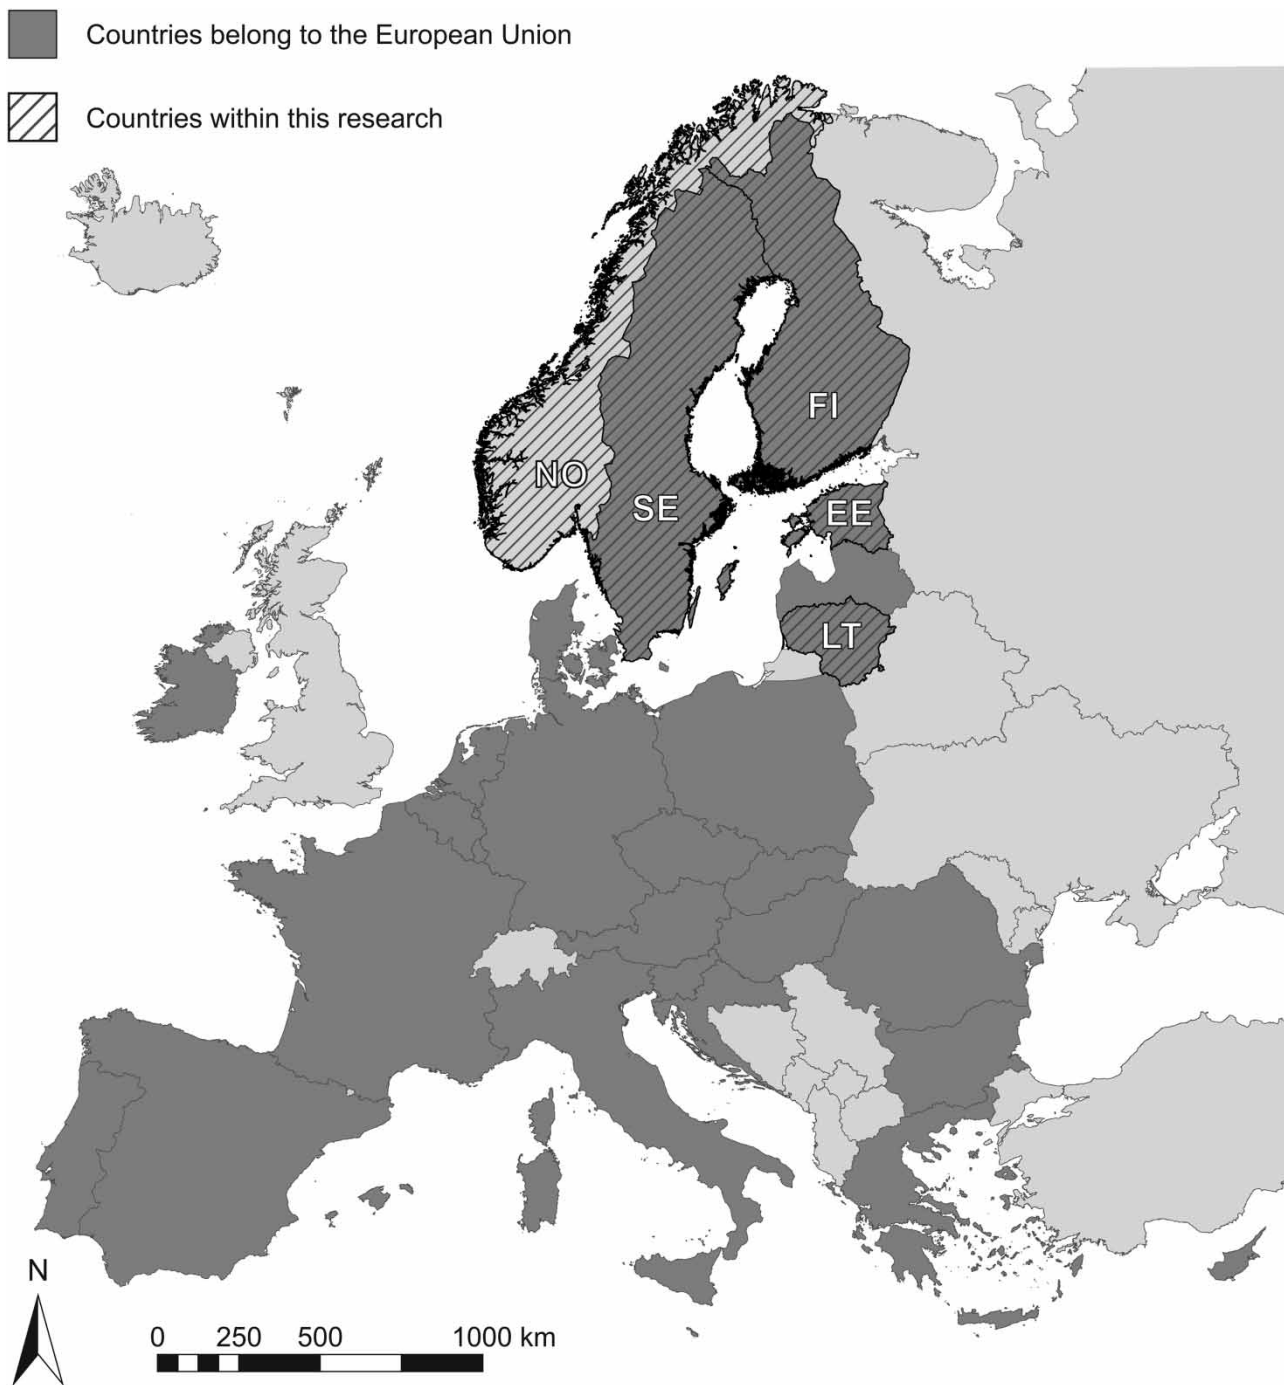 Countries belong to the European Union
Countries within this research
FI
NO
SE
EE
LT
N
0 250 500 1000 km